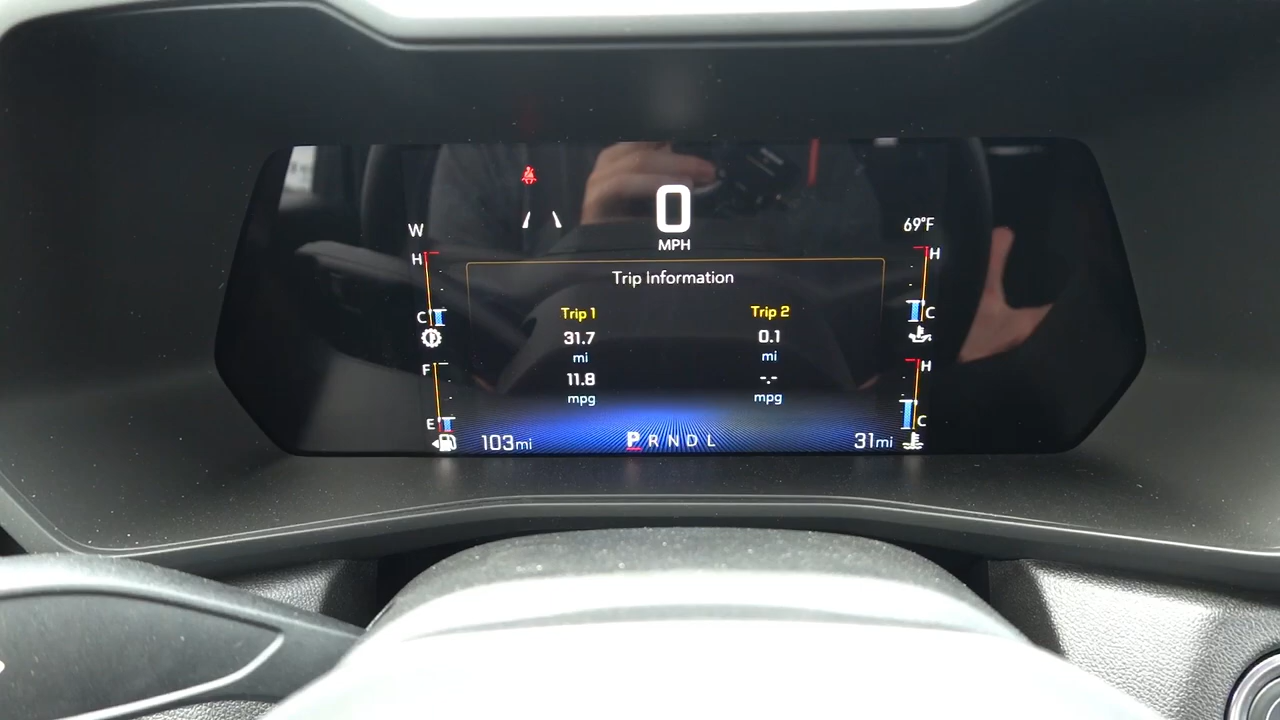 0
MPH
W
69°F
H
H
Trip Information
Trip 1
Trip 2
C
C
31.7
0.1
mi
mi
F
H
11.8
-.-
mpg
mpg
E
C
103mi
P R N D L
31mi